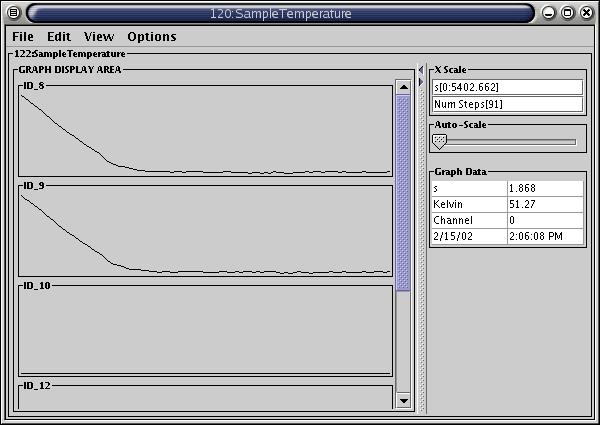 120:SampleTemperature
File Edit View Options
122:SampleTemperature
GRAPH DISPLAY AREA
ID_8
ID_9
ID_10
ID_12
X Scale
s[0:5402.662]
Num Steps[91]
Auto-Scale
Graph Data
s 1.868
Kelvin 51.27
Channel 0
2/15/02 2:06:08 PM